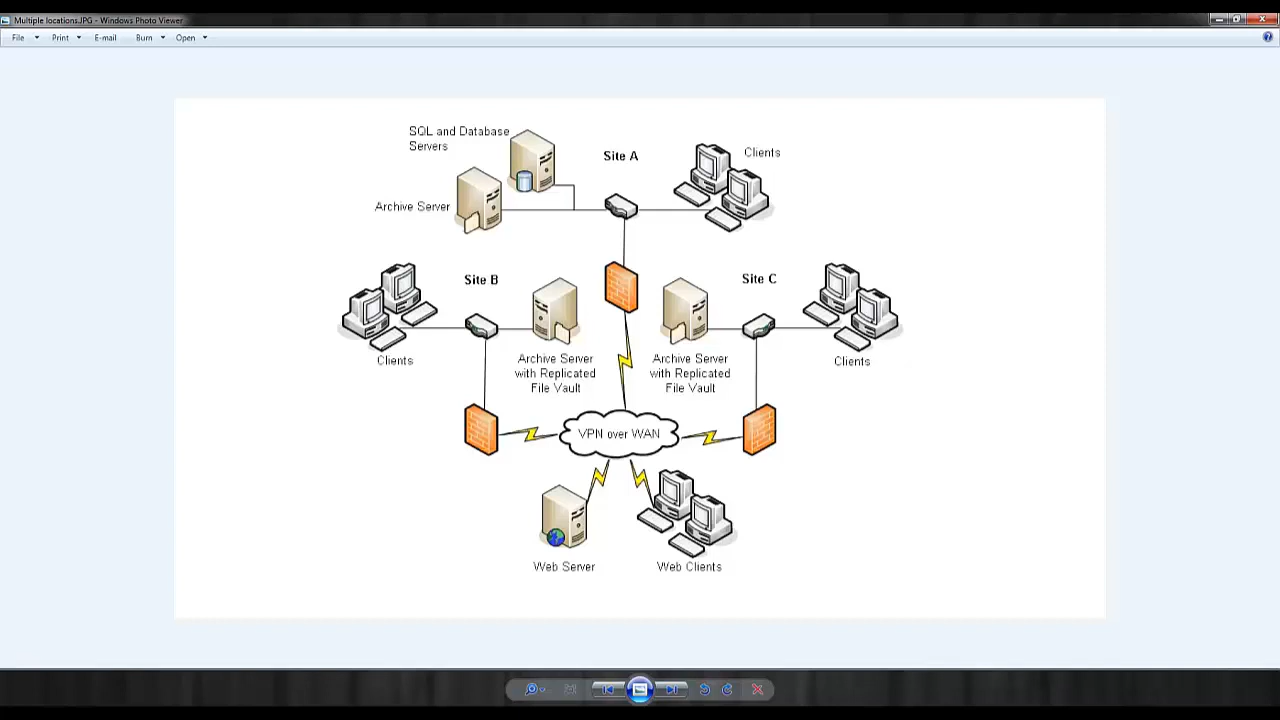 Multiple locations.JPG - Windows Photo Viewer
File Print E-mail Burn Open
SQL and Database
Servers
Site A
Clients
Archive Server
Site B
Site C
Clients
Archive Server
with Replicated
File Vault
Archive Server
with Replicated
File Vault
Clients
VPN over WAN
Web Server
Web Clients